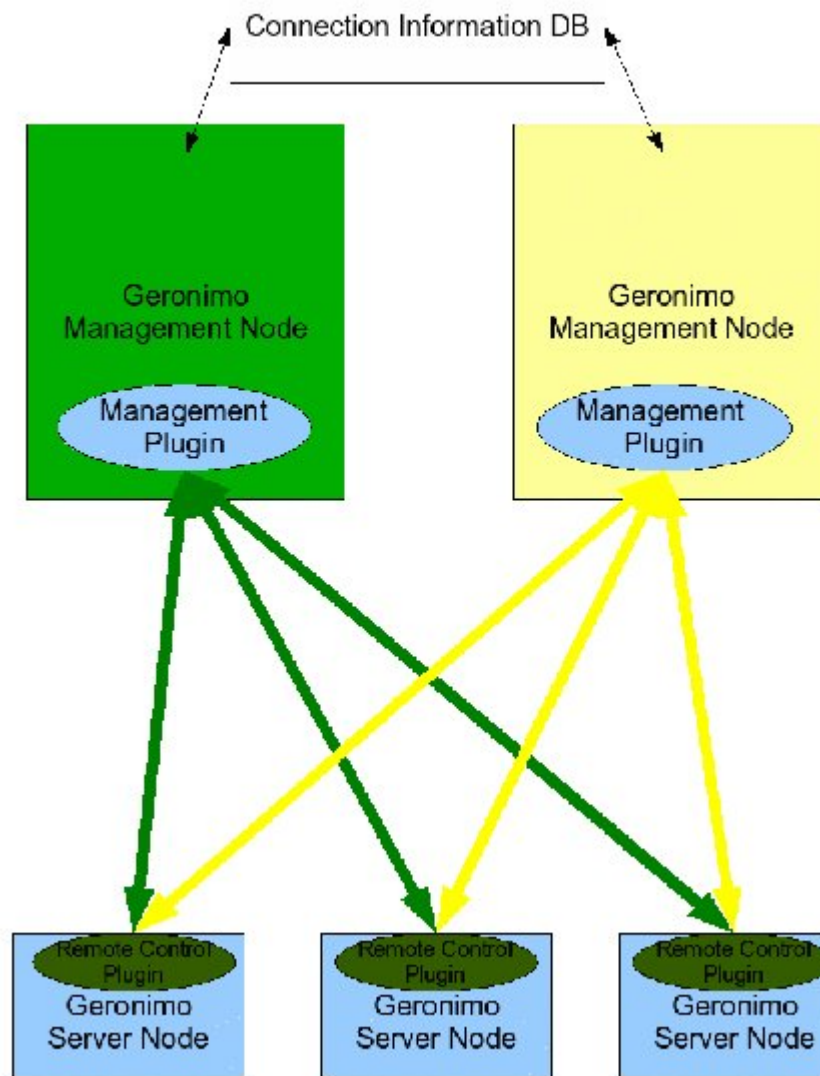 Connection Information DB
Geronimo
Management Node
Geronimo
Management Node
Management
Plugin
Management
Plugin
Remote Control
Plugin
Geronimo
Server Node
Remote Control
Plugin
Geronimo
Server Node
Remote Control
Plugin
Geronimo
Server Node